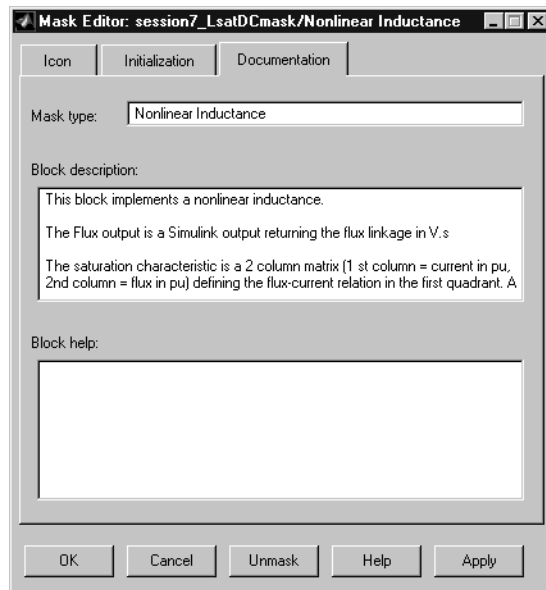 Mask Editor: session7_LsatDCmask/Nonlinear Inductance
Icon
Initialization
Documentation
Mask type:
Nonlinear Inductance
Block description:
This block implements a nonlinear inductance.
The Flux output is a Simulink output returning the flux linkage in V.s
The saturation characteristic is a 2 column matrix (1 st column = current in pu,
2nd column = flux in pu) defining the flux-current relation in the first quadrant. A
Block help:
OK
Cancel
Unmask
Help
Apply